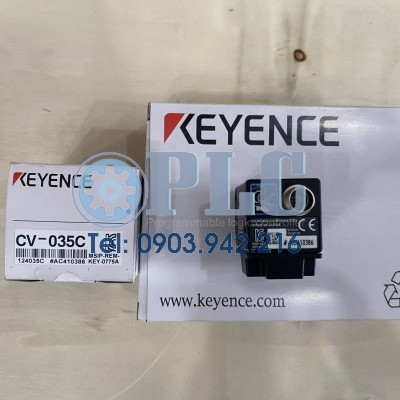 KEYENCE
KEYENCE
PLC
Programmable logic
Tel: 0903.942.216
CV-035C
MSIP-REM-
124035C #AC410386 KEY-0775A
CE
www.keyence.com